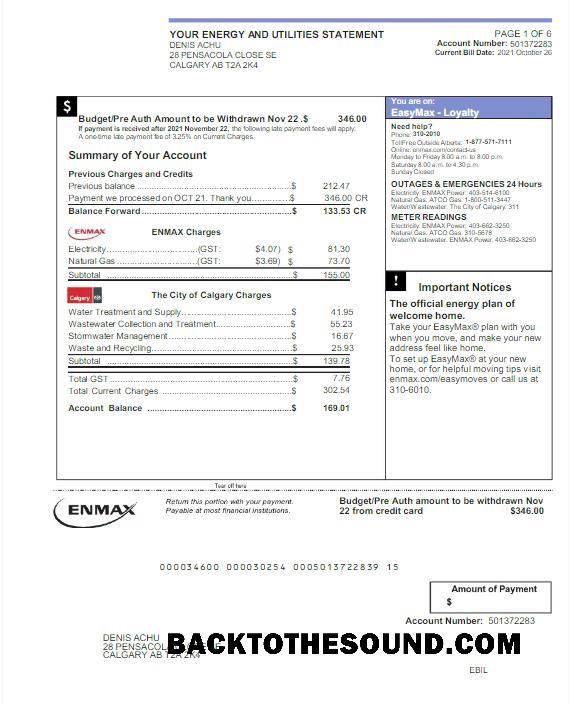 YOUR ENERGY AND UTILITIES STATEMENT
DENIS ACHU
28 PENSACOLA CLOSE SE
CALGARY AB T2A 2K4
PAGE 1 OF 6
Account Number: 501372283
Current Bill Date: 2021 October 26
$
Budget/Pre Auth Amount to be Withdrawn Nov 22 .$ 346.00
If payment is received after 2021 November 22, the following late payment fees will apply.
A one-time late payment fee of 3.25% on Current Charges.
Summary of Your Account
Previous Charges and Credits
Previous balance ..........$ 212.47
Payment we processed on OCT 21. Thank you..........$ 346.00 CR
Balance Forward..........$ 133.53 CR
ENMAX
ENMAX Charges
Electricity..........(GST: $4.07) $ 81.30
Natural Gas ..........(GST: $3.69) $ 73.70
Subtotal ..........$ 155.00
Calgary
The City of Calgary Charges
Water Treatment and Supply..........$ 41.95
Wastewater Collection and Treatment..........$ 55.23
Stormwater Management..........$ 16.67
Waste and Recycling..........$ 25.93
Subtotal ..........$ 139.78
Total GST ..........$ 7.76
Total Current Charges ..........$ 302.54
Account Balance ..........$ 169.01
You are on:
EasyMax - Loyalty
Need help?
Phone: 310-2010
TollFree Outside Alberta: 1-877-571-7111
Online: enmax.com/contact-us
Monday to Friday 8:00 a.m. to 8:00 p.m.
Saturday 8:00 a.m. to 4:30 p.m.
Sunday Closed
OUTAGES & EMERGENCIES 24 Hours
Electricity: ENMAX Power: 403-514-6100
Natural Gas: ATCO Gas: 1-800-511-3447
Water/Wastewater: The City of Calgary: 311
METER READINGS
Electricity: ENMAX Power: 403-662-3250
Natural Gas: ATCO Gas: 310-5678
Water/Wastewater: ENMAX Power: 403-662-3250
!
Important Notices
The official energy plan of
welcome home.
Take your EasyMax® plan with you
when you move, and make your new
address feel like home.
To set up EasyMax® at your new
home, or for helpful moving tips visit
enmax.com/easymoves or call us at
310-6010.
Tear off here
ENMAX
Return this portion with your payment.
Payable at most financial institutions.
Budget/Pre Auth amount to be withdrawn Nov
22 from credit card $346.00
000034600 000030254 0005013722839 15
Amount of Payment
$
Account Number: 501372283
DENIS ACHU
28 PENSACOLA CLOSE SE
CALGARY AB T2A 2K4
BACKTOTHESOUND.COM
EBIL